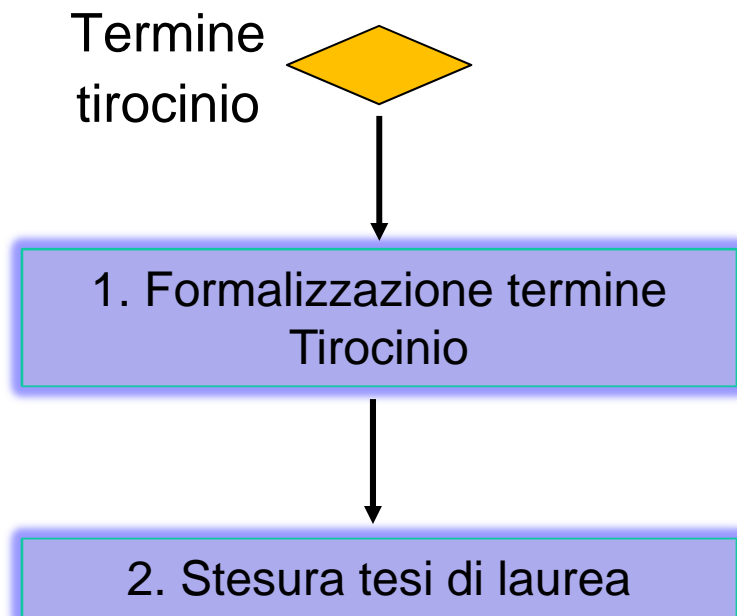 Termine
tirocinio
1. Formalizzazione termine
Tirocinio
2. Stesura tesi di laurea